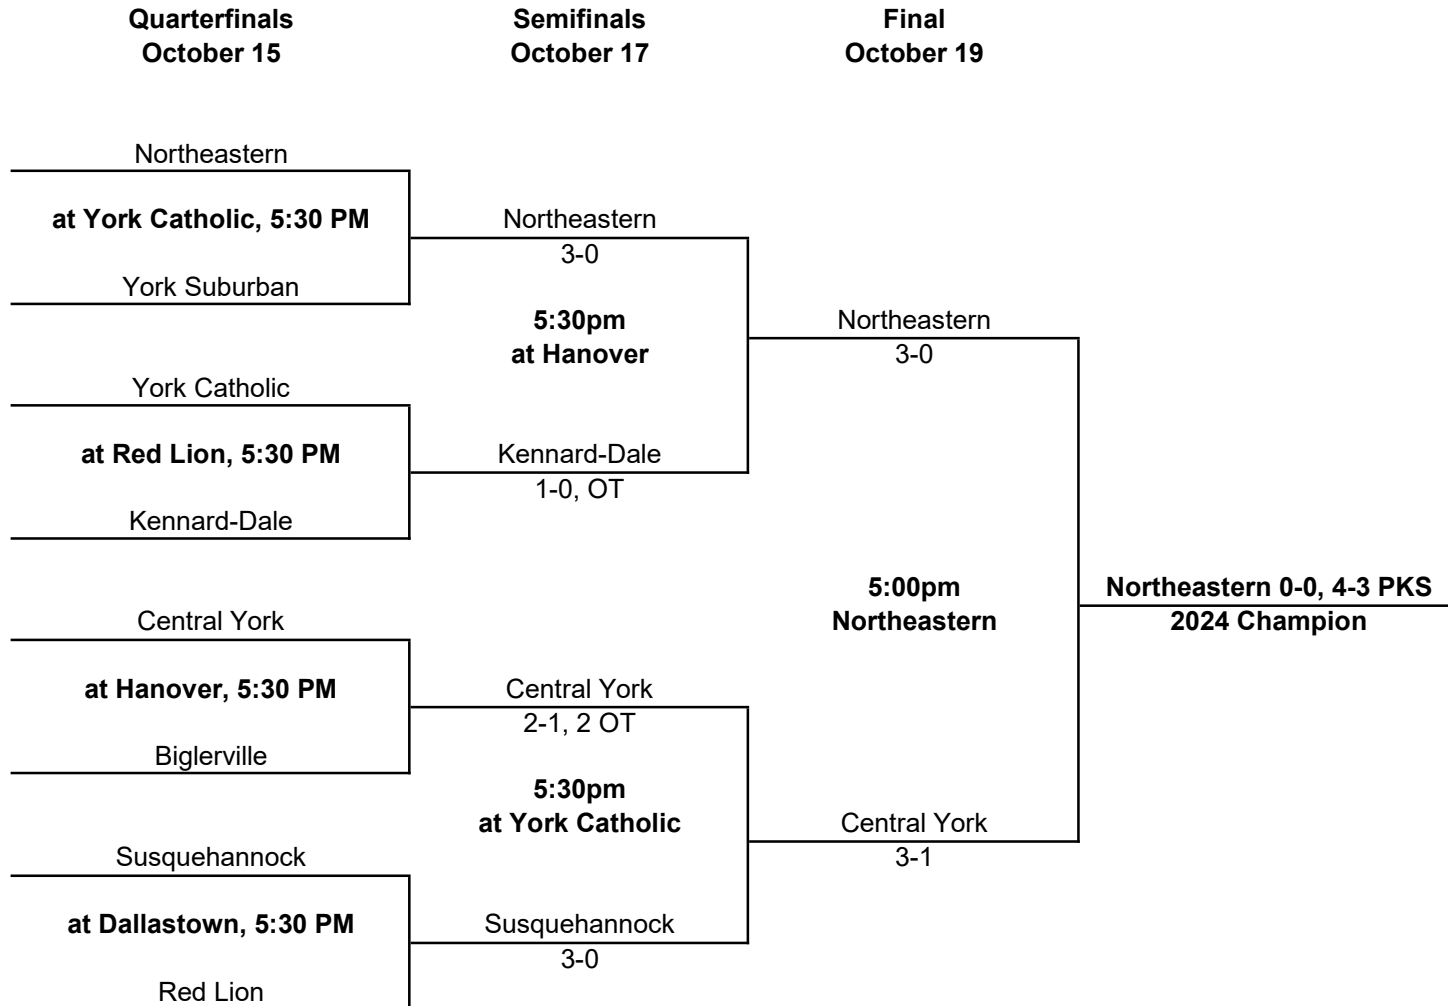 Quarterfinals
October 15
Semifinals
October 17
Final
October 19
Northeastern
at York Catholic, 5:30 PM
York Suburban
York Catholic
at Red Lion, 5:30 PM
Kennard-Dale
Central York
at Hanover, 5:30 PM
Biglerville
Susquehannock
at Dallastown, 5:30 PM
Red Lion
Northeastern
3-0
5:30pm
at Hanover
Kennard-Dale
1-0, OT
Central York
2-1, 2 OT
5:30pm
at York Catholic
Susquehannock
3-0
Northeastern
3-0
5:00pm
Northeastern
Central York
3-1
Northeastern 0-0, 4-3 PKS
2024 Champion